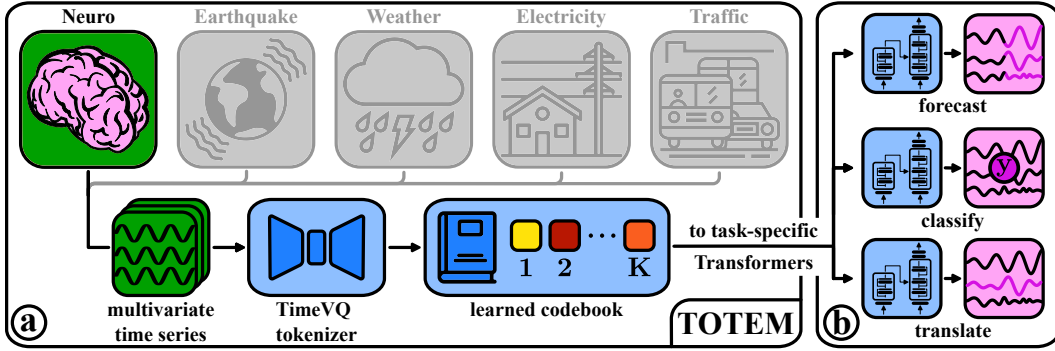 Neuro
Earthquake
Weather
Electricity
Traffic
multivariate
time series
TimeVQ
tokenizer
1 2 ... K
learned codebook
to task-specific
Transformers
a
TOTEM
forecast
y
classify
translate
b